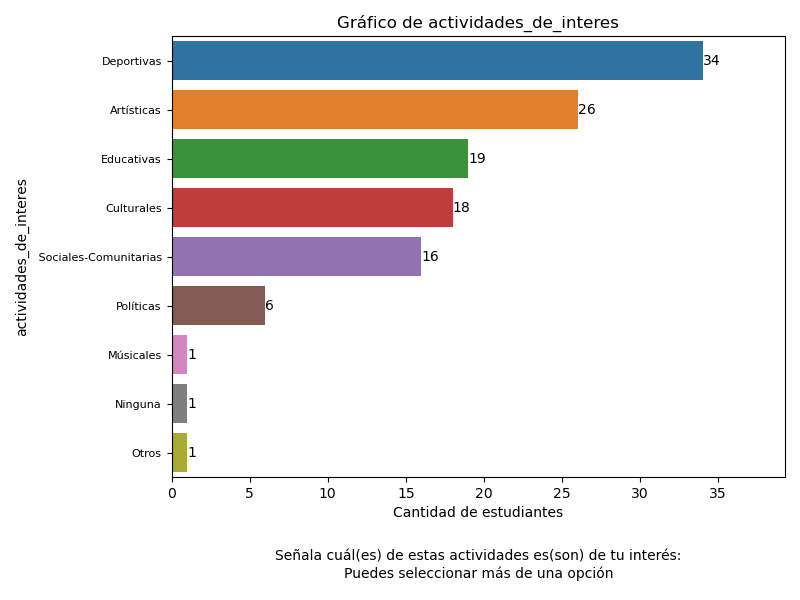 Gráfico de actividades_de_interes
actividades_de_interes
Deportivas 34
Artísticas 26
Educativas 19
Culturales 18
Sociales-Comunitarias 16
Políticas 6
Músicales 1
Ninguna 1
Otros 1
0 5 10 15 20 25 30 35
Cantidad de estudiantes
Señala cuál(es) de estas actividades es(son) de tu interés:
Puedes seleccionar más de una opción